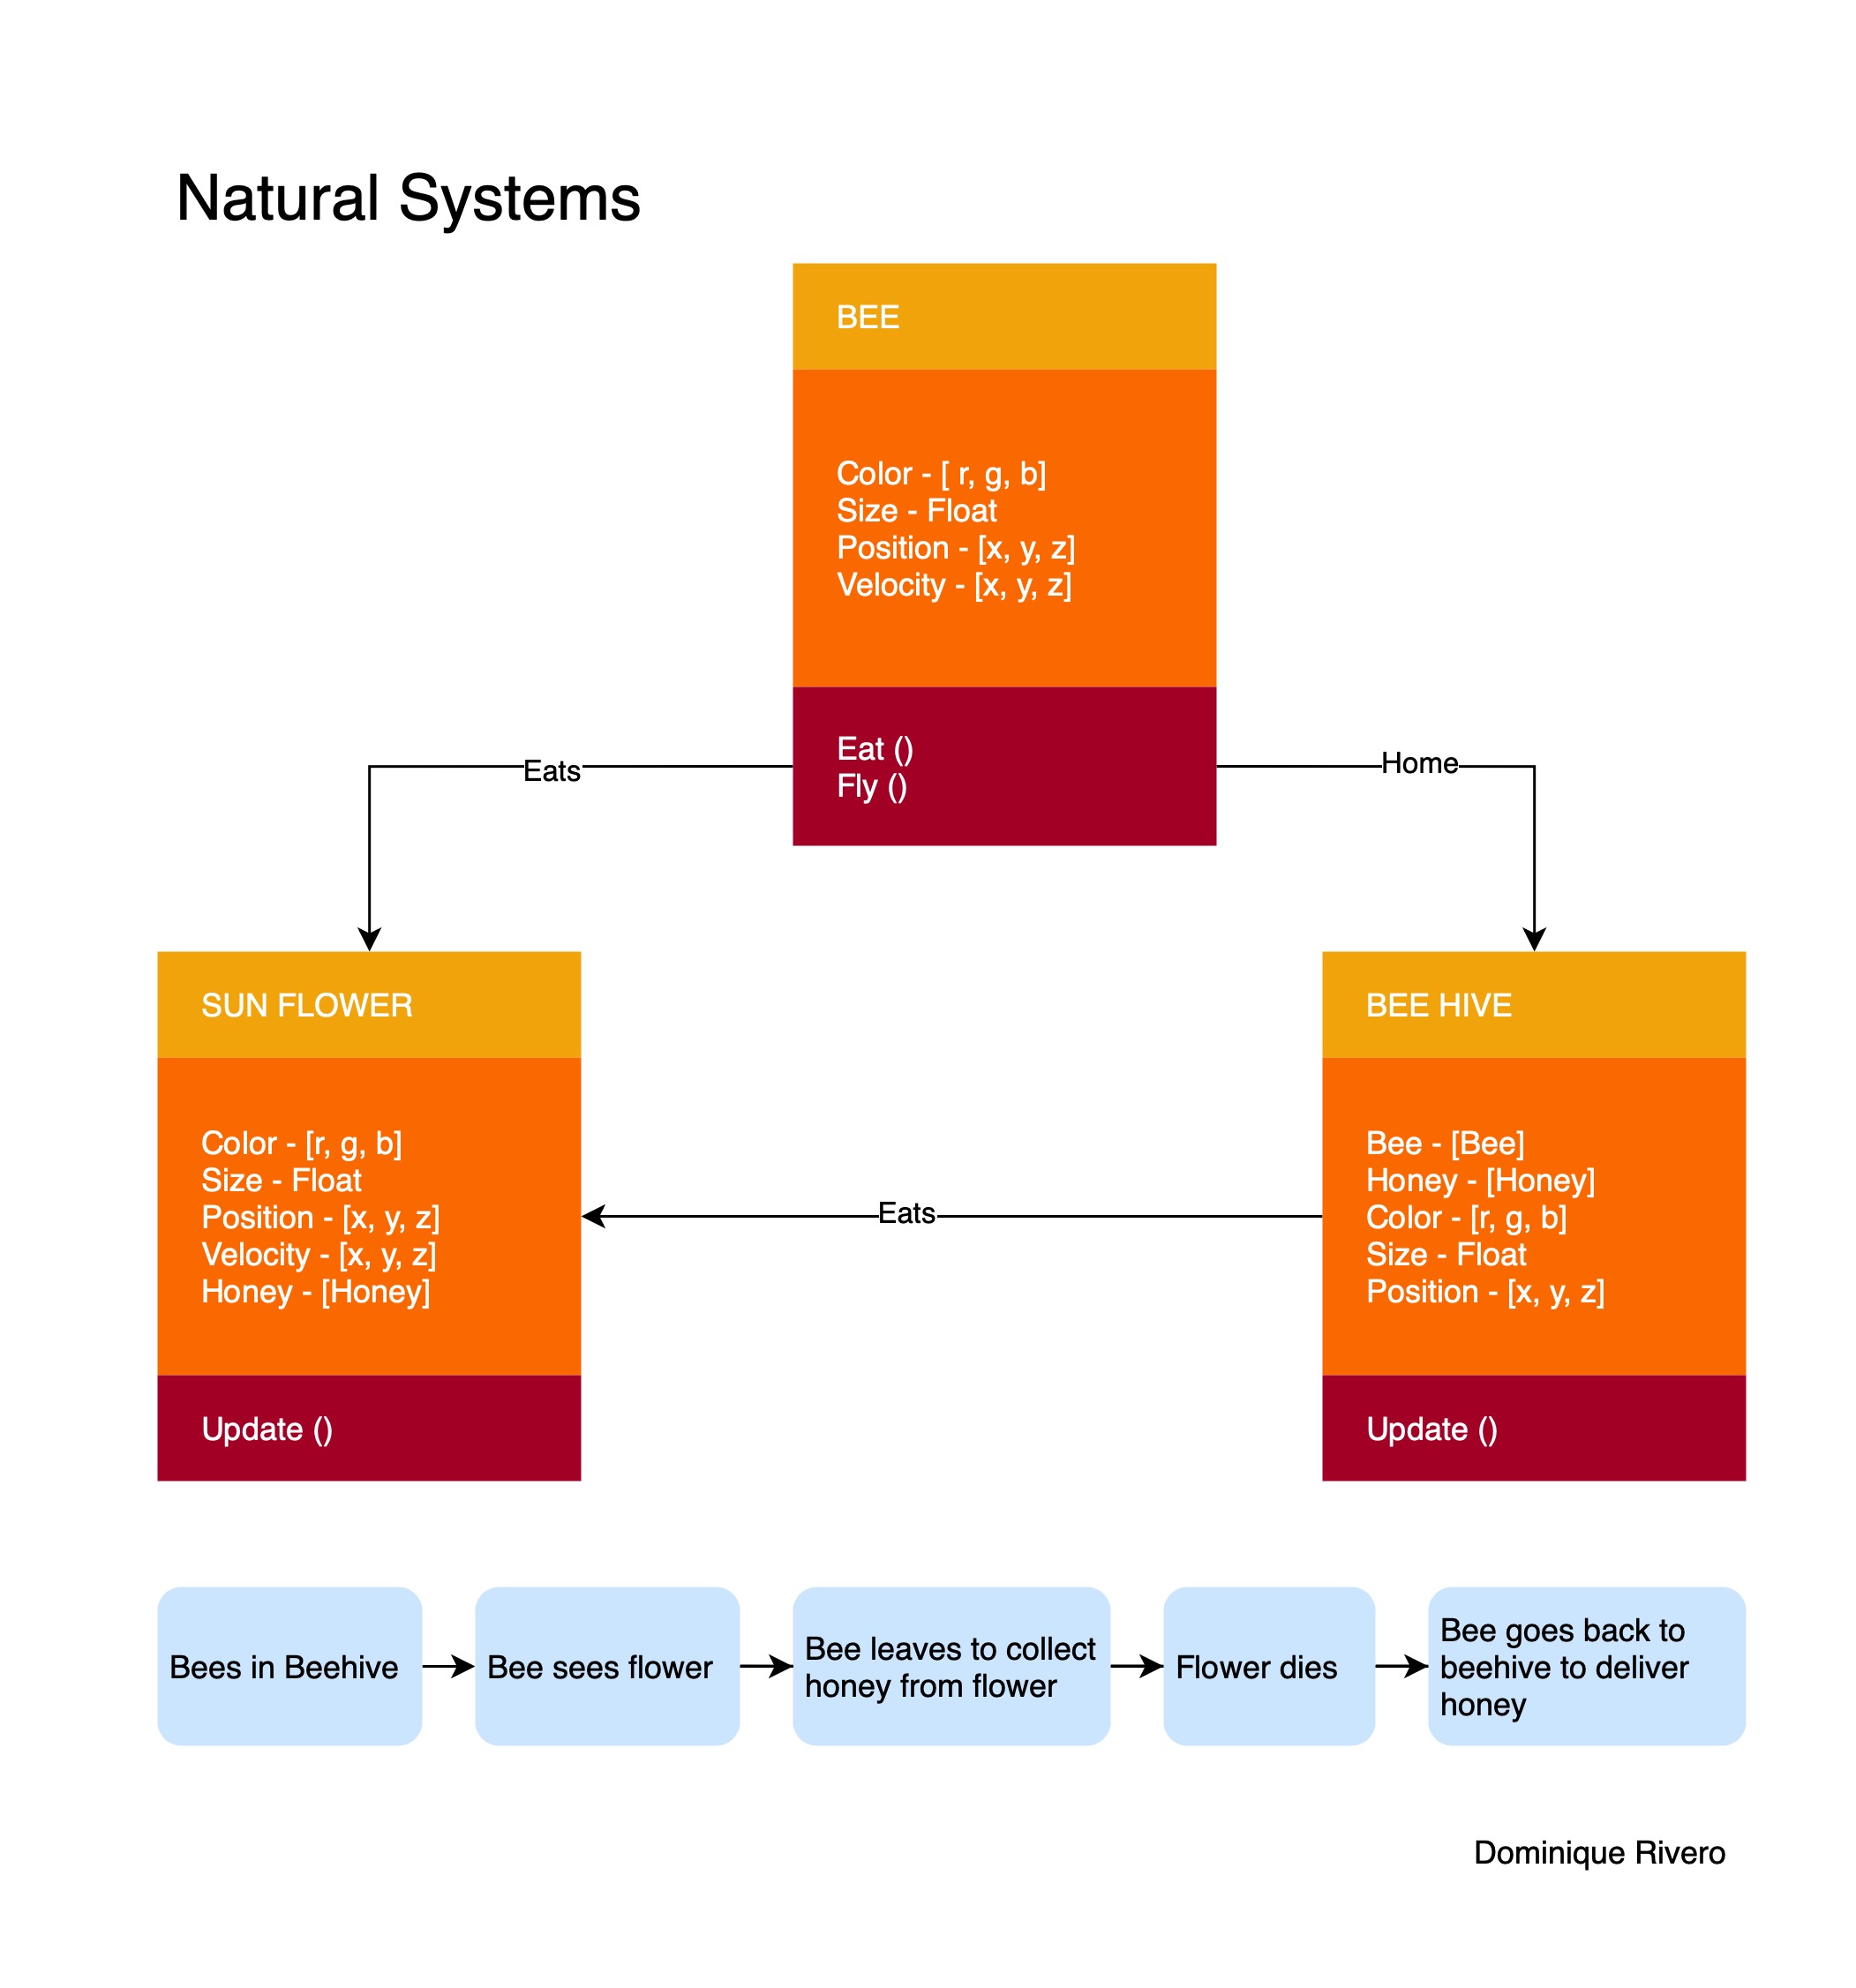 Natural Systems
BEE
Color - [ r, g, b]
Size - Float
Position - [x, y, z]
Velocity - [x, y, z]
Eat ()
Fly ()
Eats
Home
SUN FLOWER
Color - [r, g, b]
Size - Float
Position - [x, y, z]
Velocity - [x, y, z]
Honey - [Honey]
Update ()
Eats
BEE HIVE
Bee - [Bee]
Honey - [Honey]
Color - [r, g, b]
Size - Float
Position - [x, y, z]
Update ()
Bees in Beehive
Bee sees flower
Bee leaves to collect
honey from flower
Flower dies
Bee goes back to
beehive to deliver
honey
Dominique Rivero